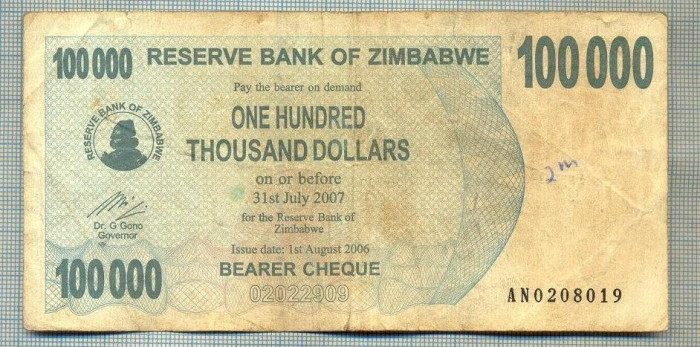 100 000
RESERVE BANK OF ZIMBABWE
100 000
Pay the bearer on demand
ONE HUNDRED
THOUSAND DOLLARS
RESERVE BANK OF ZIMBABWE
on or before
31st July 2007
2m
for the Reserve Bank of
Zimbabwe
Dr. G Gono
Governor
Issue date: 1st August 2006
100 000
BEARER CHEQUE
02022909
AN0208019